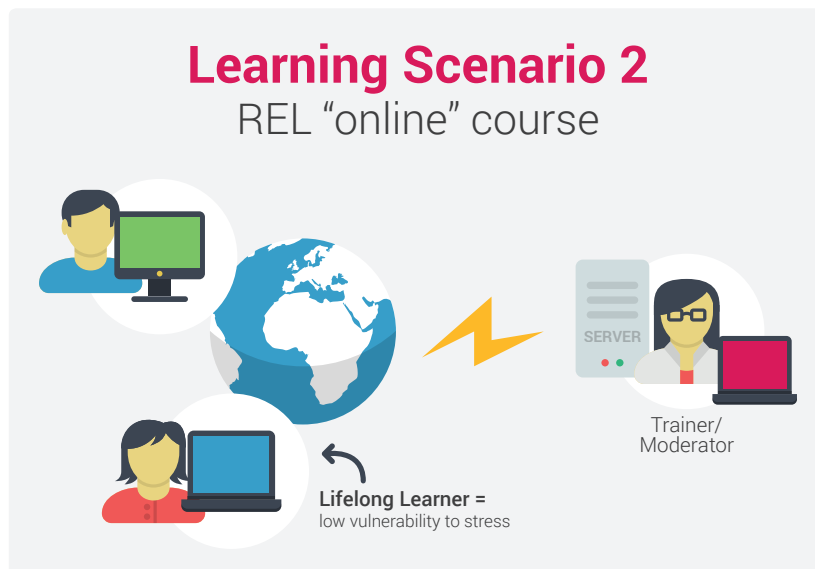 Learning Scenario 2
REL “online” course
SERVER
Trainer/
Moderator
Lifelong Learner =
low vulnerability to stress